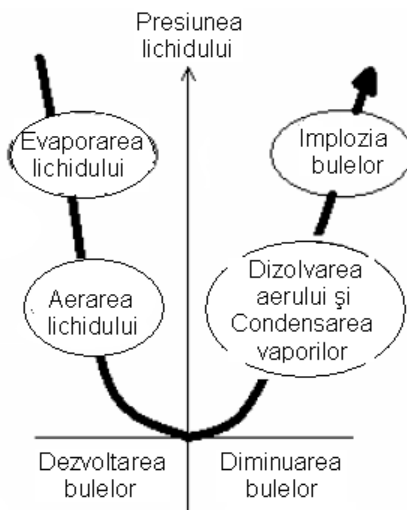 Presiunea
lichidului
Evaporarea
lichidului
Implozia
bulelor
Aerarea
lichidului
Dizolvarea
aerului şi
Condensarea
vaporilor
Dezvoltarea
bulelor
Diminuarea
bulelor